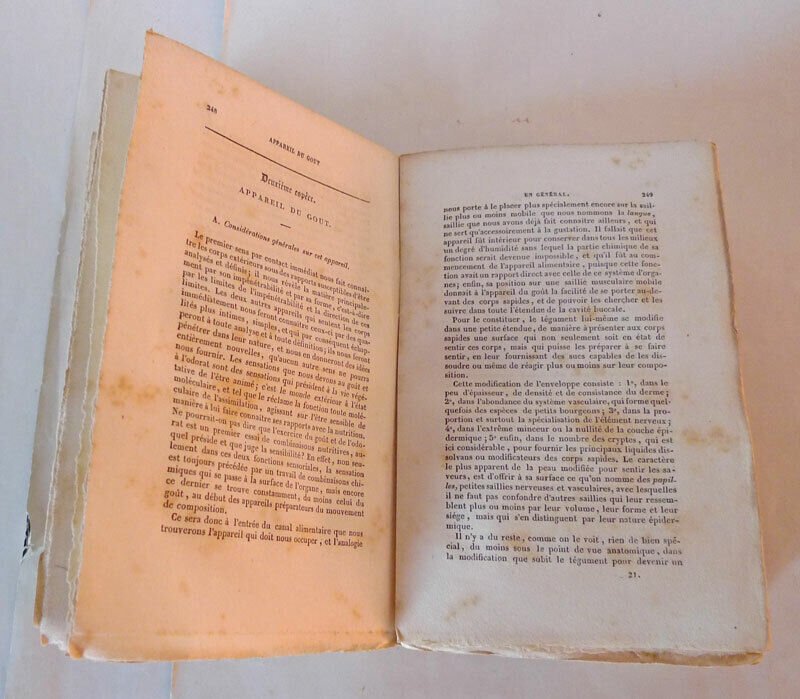 248
APPAREIL DU GOUT
Deuxième espèce.
APPAREIL DU GOUT.
A. Considérations générales sur cet appareil.
Le premier sens par contact immédiat nous fait connaî-
tre les corps extérieurs sous des rapports susceptibles d'être
analysés et définis; il nous révèle la matière principale-
ment par son impénétrabilité et par sa forme, c'est-à-dire
par les limites de l'impénétrabilité et la direction de ces
limites. Les deux autres appareils qui sentent les corps
immédiatement nous feront connaître ceux-ci par des qua-
lités plus intimes, simples, et qui par conséquent échap-
peront à toute analyse et à toute définition; ils nous feront
pénétrer dans leur nature, et nous en donneront des idées
entièrement nouvelles, qu'aucun autre sens ne pourra
nous fournir. Les sensations que nous devons au goût et
à l'odorat sont des sensations qui président à la vie végé-
tative de l'être animé; c'est le monde extérieur à l'état
moléculaire, et tel que le réclame la fonction toute molé-
culaire de l'assimilation, agissant sur l'être sensible de
manière à lui faire connaître ses rapports avec la nutrition.
Ne pourrait-on pas dire que l'exercice du goût et de l'odo-
rat est un premier essai de combinaisons nutritives, au-
quel préside et que juge la sensibilité? En effet, non seu-
lement dans ces deux fonctions sensoriales, la sensation
est toujours précédée par un travail de combinaisons chi-
miques qui se passe à la surface de l'organe, mais encore
ce dernier se trouve constamment, du moins celui du
goût, au début des appareils préparateurs du mouvement
de composition.
Ce sera donc à l'entrée du canal alimentaire que nous
trouverons l'appareil qui doit nous occuper, et l'analogie
EN GÉNÉRAL. 249
nous porte à le placer plus spécialement encore sur la sail-
lie plus ou moins mobile que nous nommons la langue,
saillie que nous avons déjà fait connaître ailleurs, et qui
ne sert qu'accessoirement à la gustation. Il fallait que cet
appareil fût intérieur pour conserver dans tous les milieux
un degré d'humidité sans lequel la partie chimique de sa
fonction serait devenue impossible, et qu'il fût au com-
mencement de l'appareil alimentaire, puisque cette fonc-
tion avait un rapport direct avec celle de ce système d'orga-
nes; enfin, sa position sur une saillie musculaire mobile
donnait à l'appareil du goût la facilité de se porter au-de-
vant des corps sapides, et de pouvoir les chercher et les
suivre dans toute l'étendue de la cavité buccale.
Pour le constituer, le tégument lui-même se modifie
dans une petite étendue, de manière à présenter aux corps
sapides une surface qui non seulement soit en état de
sentir ces corps, mais qui puisse les préparer à se faire
sentir, en leur fournissant des sucs capables de les dis-
soudre ou même de réagir plus ou moins sur leur compo-
sition.
Cette modification de l'enveloppe consiste : 1°, dans le
peu d'épaisseur, de densité et de consistance du derme;
2°, dans l'abondance du système vasculaire, qui forme quel-
quefois des espèces de petits bourgeons; 3°, dans la pro-
portion et surtout la spécialisation de l'élément nerveux;
4°, dans l'extrême minceur ou la nullité de la couche épi-
dermique; 5° enfin, dans le nombre des cryptes, qui est
ici considérable, pour fournir les principaux liquides dis-
solvans ou modificateurs des corps sapides. Le caractère
le plus apparent de la peau modifiée pour sentir les sa-
veurs, est d'offrir à sa surface ce qu'on nomme des papil-
les, petites saillies nerveuses et vasculaires, avec lesquelles
il ne faut pas confondre d'autres saillies qui leur ressem-
blent plus ou moins par leur volume, leur forme et leur
siége, mais qui s'en distinguent par leur nature épider-
mique.
Il n'y a du reste, comme on le voit, rien de bien spé-
cial, du moins sous le point de vue anatomique, dans
la modification que subit le tégument pour devenir un
21.